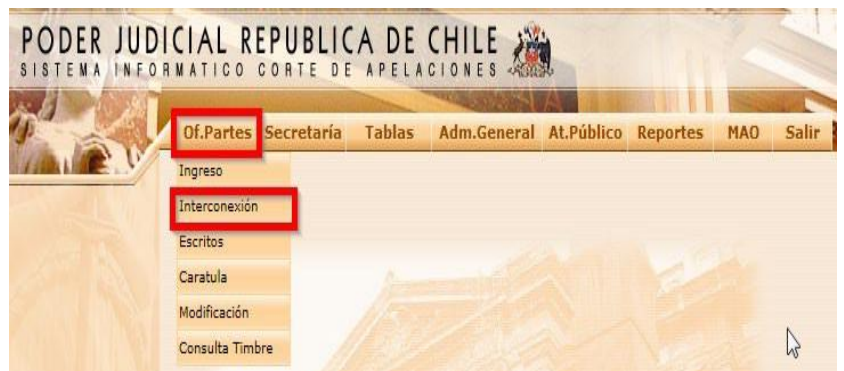 PODER JUDICIAL REPUBLICA DE CHILE
SISTEMA INFORMATICO CORTE DE APELACIONES
Of.Partes Secretaría Tablas Adm.General At.Público Reportes MAO Salir
Ingreso
Interconexión
Escritos
Caratula
Modificación
Consulta Timbre